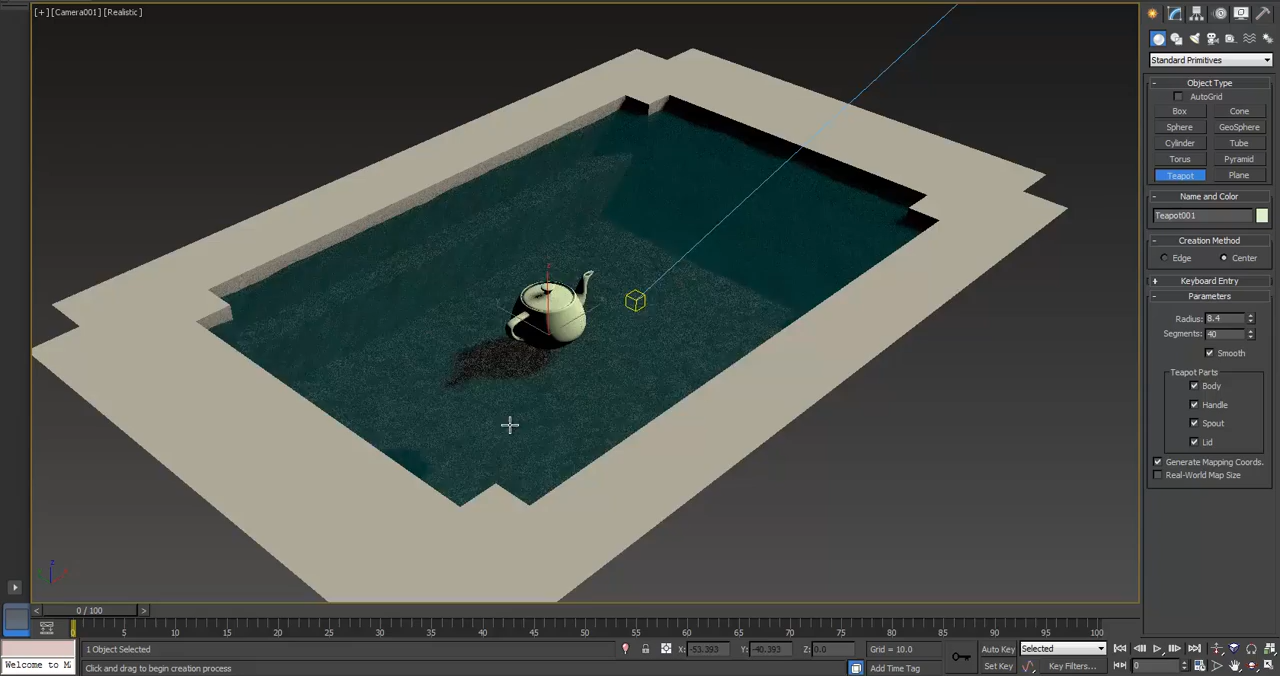 [+] [Camera001] [Realistic]
Standard Primitives
- Object Type
AutoGrid
Box Cone
Sphere GeoSphere
Cylinder Tube
Torus Pyramid
Teapot Plane
- Name and Color
Teapot001
- Creation Method
Edge Center
+ Keyboard Entry
- Parameters
Radius: 8.4
Segments: 40
Smooth
Teapot Parts
Body
Handle
Spout
Lid
Generate Mapping Coords.
Real-World Map Size
z
< 0 / 100 >
0 5 10 15 20 25 30 35 40 45 50 55 60 65 70 75 80 85 90 95 100
1 Object Selected X: -53.393 Y: -40.393 Z: 0.0 Grid = 10.0 Auto Key Selected
Welcome to M
Click and drag to begin creation process Add Time Tag Set Key Key Filters... 0